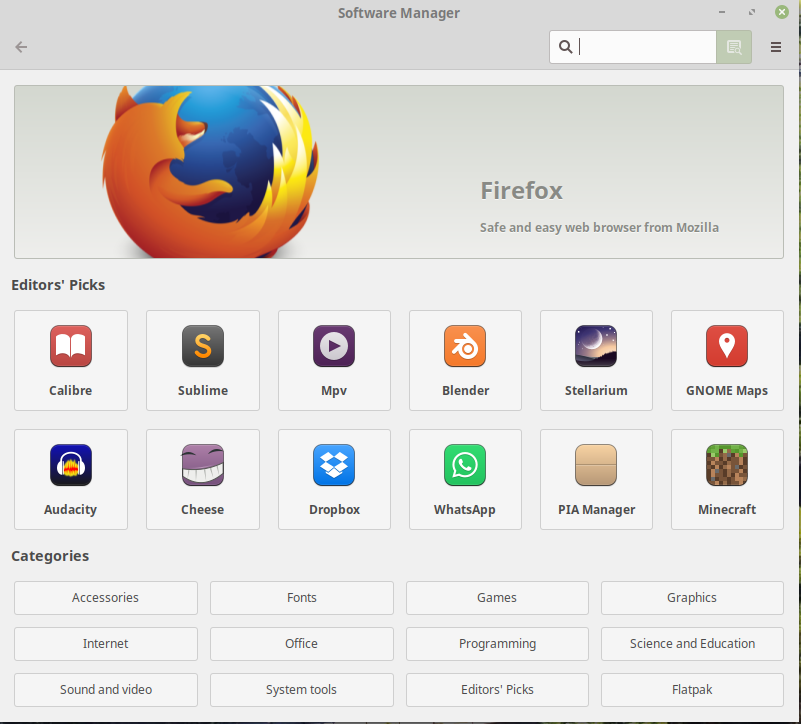 Software Manager
Firefox
Safe and easy web browser from Mozilla
Editors' Picks
Calibre
Sublime
Mpv
Blender
Stellarium
GNOME Maps
Audacity
Cheese
Dropbox
WhatsApp
PIA Manager
Minecraft
Categories
Accessories
Fonts
Games
Graphics
Internet
Office
Programming
Science and Education
Sound and video
System tools
Editors' Picks
Flatpak